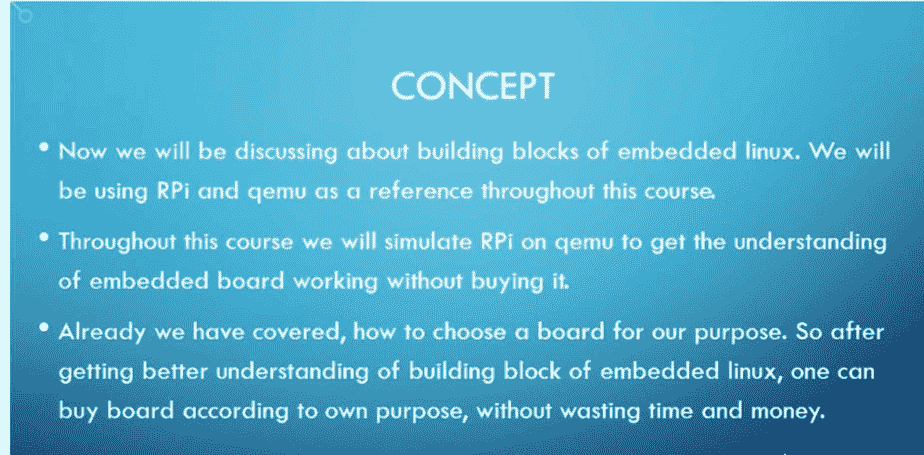 CONCEPT
• Now we will be discussing about building blocks of embedded linux. We will
be using RPi and qemu as a reference throughout this course.
• Throughout this course we will simulate RPi on qemu to get the understanding
of embedded board working without buying it.
• Already we have covered, how to choose a board for our purpose. So after
getting better understanding of building block of embedded linux, one can
buy board according to own purpose, without wasting time and money.